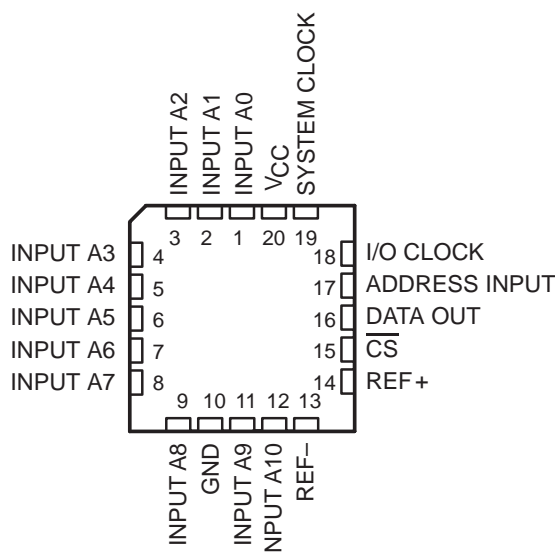 INPUT A2
INPUT A1
INPUT A0
VCC
SYSTEM CLOCK
3 2 1 20 19
INPUT A3 4
INPUT A4 5
INPUT A5 6
INPUT A6 7
INPUT A7 8
18 I/O CLOCK
17 ADDRESS INPUT
16 DATA OUT
15 CS
14 REF+
9 10 11 12 13
INPUT A8
GND
INPUT A9
NPUT A10
REF–